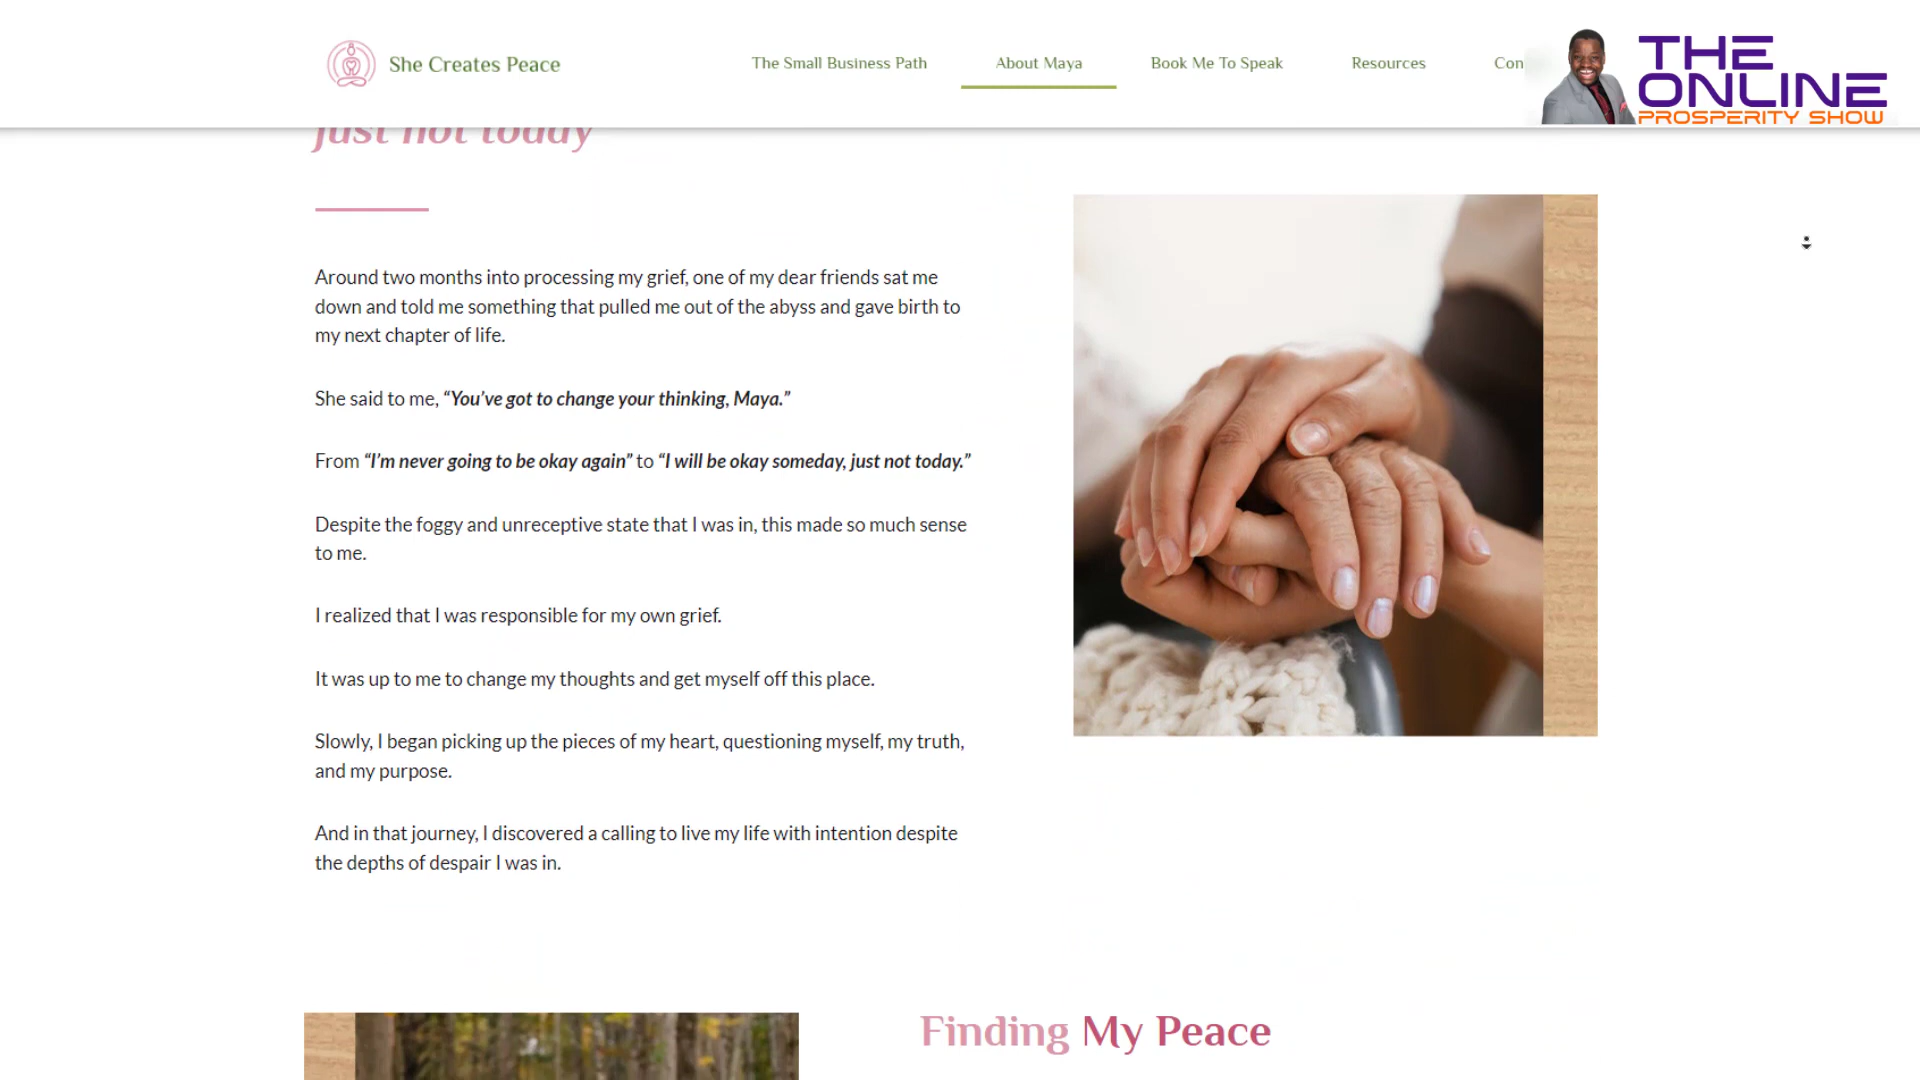 She Creates Peace
The Small Business Path
About Maya
Book Me To Speak
Resources
Con
THE
ONLINE
PROSPERITY SHOW
just not today
Around two months into processing my grief, one of my dear friends sat me
down and told me something that pulled me out of the abyss and gave birth to
my next chapter of life.
She said to me, “You’ve got to change your thinking, Maya.”
From “I’m never going to be okay again” to “I will be okay someday, just not today.”
Despite the foggy and unreceptive state that I was in, this made so much sense
to me.
I realized that I was responsible for my own grief.
It was up to me to change my thoughts and get myself off this place.
Slowly, I began picking up the pieces of my heart, questioning myself, my truth,
and my purpose.
And in that journey, I discovered a calling to live my life with intention despite
the depths of despair I was in.
Finding My Peace